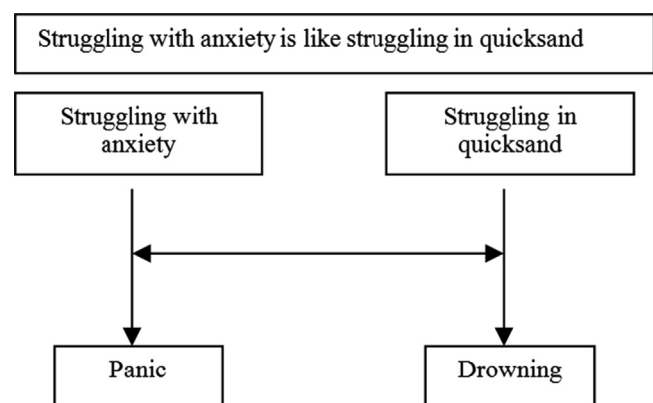 Struggling with anxiety is like struggling in quicksand
Struggling with
anxiety
Struggling in
quicksand
Panic
Drowning